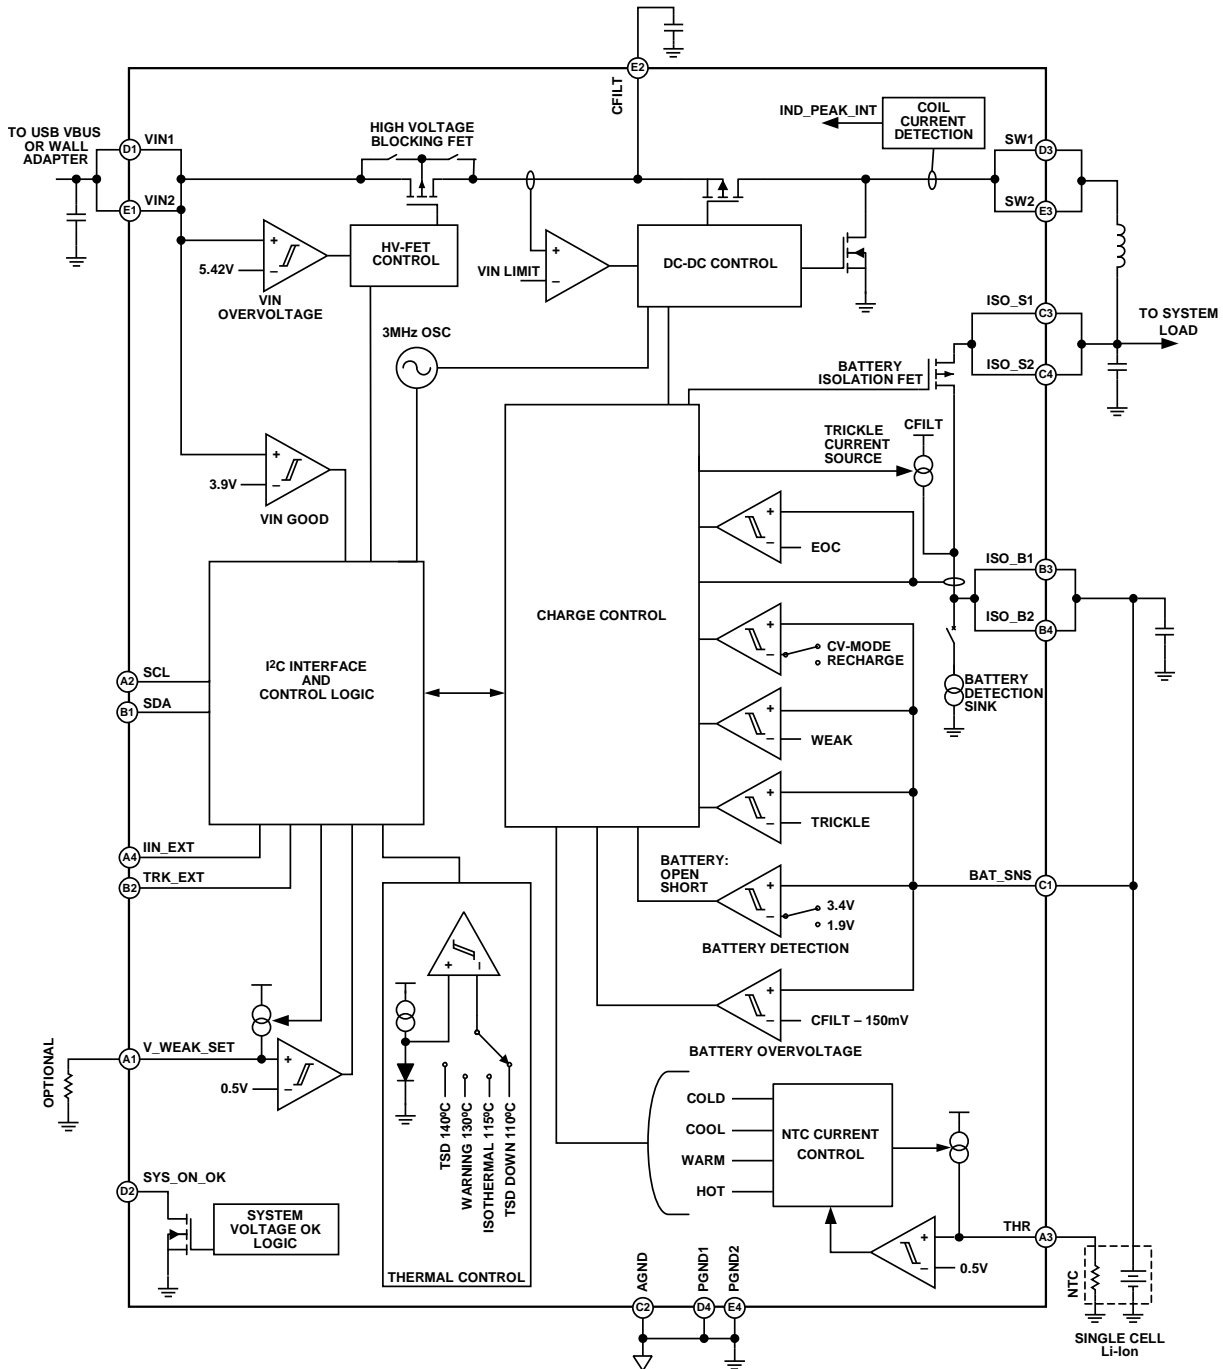 E2
CFILT
TO USB VBUS
OR WALL
ADAPTER
D1
VIN1
E1
VIN2
HIGH VOLTAGE
BLOCKING FET
IND_PEAK_INT
COIL
CURRENT
DETECTION
SW1
D3
SW2
E3
+
–
5.42V
VIN
OVERVOLTAGE
HV-FET
CONTROL
+
–
VIN LIMIT
DC-DC CONTROL
3MHz OSC
ISO_S1
C3
ISO_S2
C4
TO SYSTEM
LOAD
BATTERY
ISOLATION FET
TRICKLE
CURRENT
SOURCE
CFILT
+
–
3.9V
VIN GOOD
+
–
EOC
ISO_B1
B3
ISO_B2
B4
CHARGE CONTROL
+
–
CV-MODE
RECHARGE
BATTERY
DETECTION
SINK
I2C INTERFACE
AND
CONTROL LOGIC
A2
SCL
B1
SDA
+
–
WEAK
+
–
TRICKLE
A4
IIN_EXT
B2
TRK_EXT
BATTERY:
OPEN
SHORT
+
–
3.4V
1.9V
BATTERY DETECTION
BAT_SNS
C1
+
–
CFILT – 150mV
BATTERY OVERVOLTAGE
+
–
TSD 140ºC
WARNING 130ºC
ISOTHERMAL 115ºC
TSD DOWN 110ºC
THERMAL CONTROL
OPTIONAL
A1
V_WEAK_SET
+
–
0.5V
D2
SYS_ON_OK
SYSTEM
VOLTAGE OK
LOGIC
COLD
COOL
WARM
HOT
NTC CURRENT
CONTROL
+
–
0.5V
THR
A3
NTC
SINGLE CELL
Li-Ion
AGND
PGND1
PGND2
C2
D4
E4